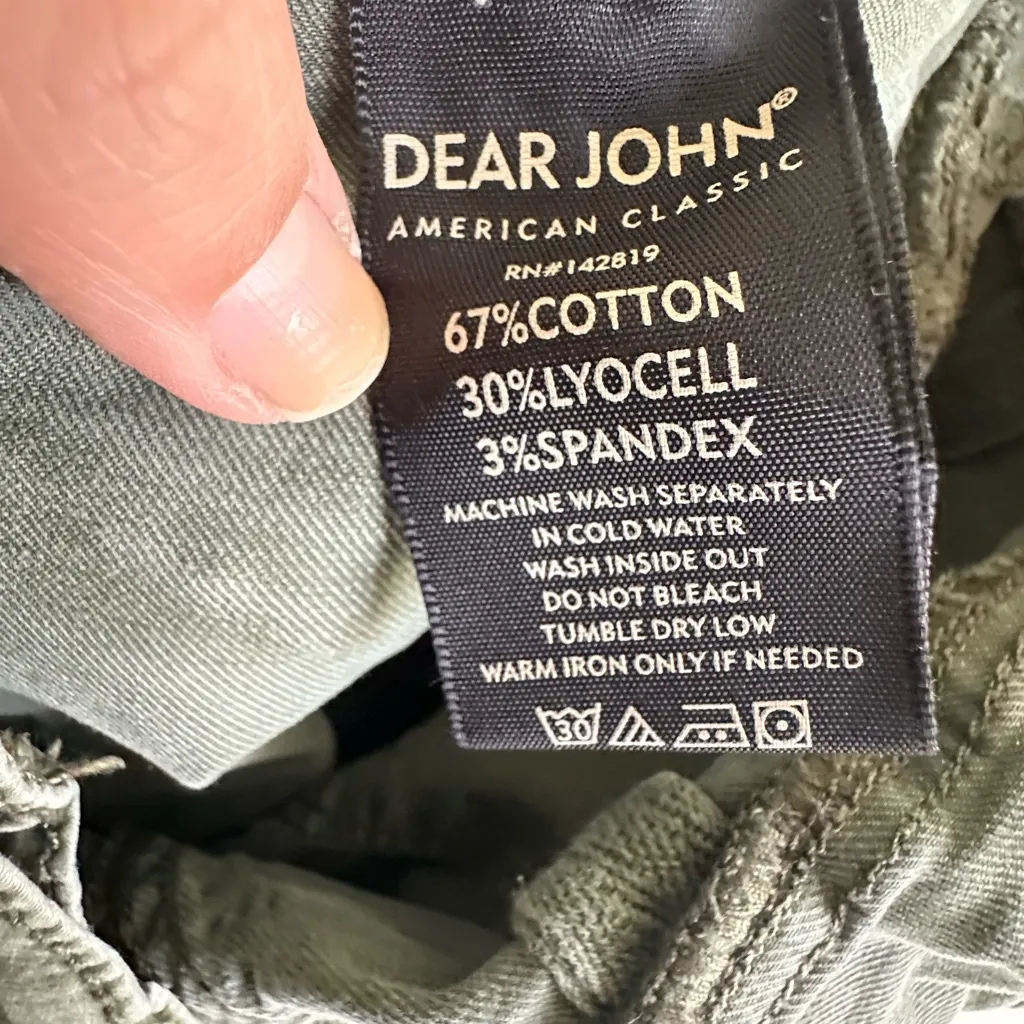 DEAR JOHN®
AMERICAN CLASSIC
RN#142819
67%COTTON
30%LYOCELL
3%SPANDEX
MACHINE WASH SEPARATELY
IN COLD WATER
WASH INSIDE OUT
DO NOT BLEACH
TUMBLE DRY LOW
WARM IRON ONLY IF NEEDED
30